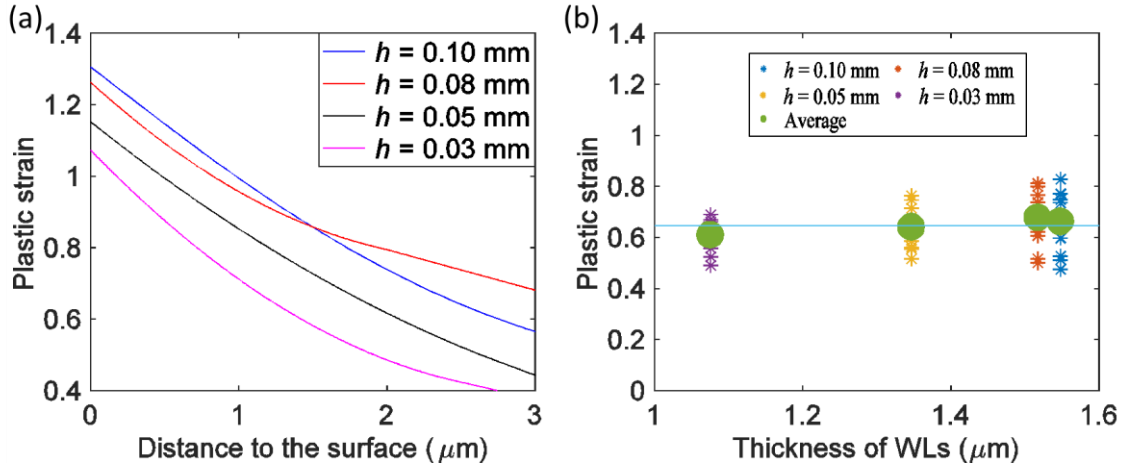 (a)
1.4
1.2
1
0.8
0.6
0.4
Plastic strain
h = 0.10 mm
h = 0.08 mm
h = 0.05 mm
h = 0.03 mm
0 1 2 3
Distance to the surface (μm)
(b)
1.4
1.2
1
0.8
0.6
0.4
0.2
0
Plastic strain
h = 0.10 mm h = 0.08 mm
h = 0.05 mm h = 0.03 mm
Average
1 1.2 1.4 1.6
Thickness of WLs (μm)